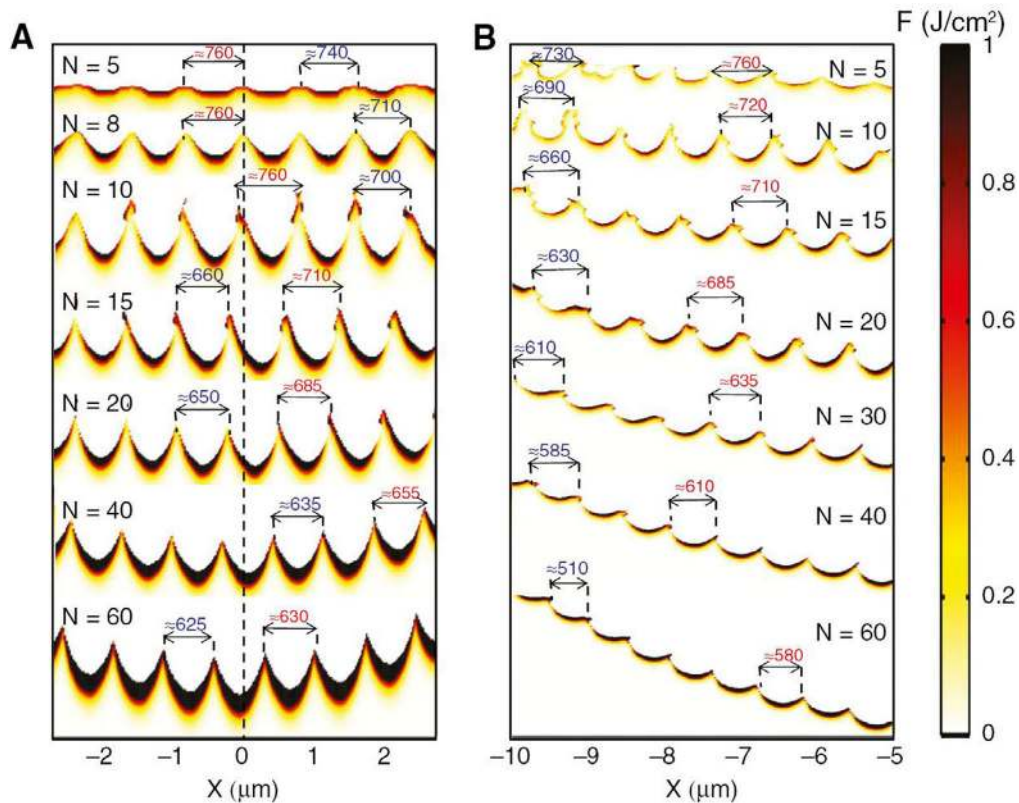 A
N = 5
≈760
≈740
N = 8
≈760
≈710
N = 10
≈760
≈700
N = 15
≈660
≈710
N = 20
≈650
≈685
N = 40
≈635
≈655
N = 60
≈625
≈630
−2
−1
0
1
2
X (μm)
B
≈730
≈760
N = 5
≈690
≈720
N = 10
≈660
≈710
N = 15
≈630
≈685
N = 20
≈610
≈635
N = 30
≈585
≈610
N = 40
≈510
N = 60
≈580
−10
−9
−8
−7
−6
−5
X (μm)
F (J/cm²)
1
0.8
0.6
0.4
0.2
0